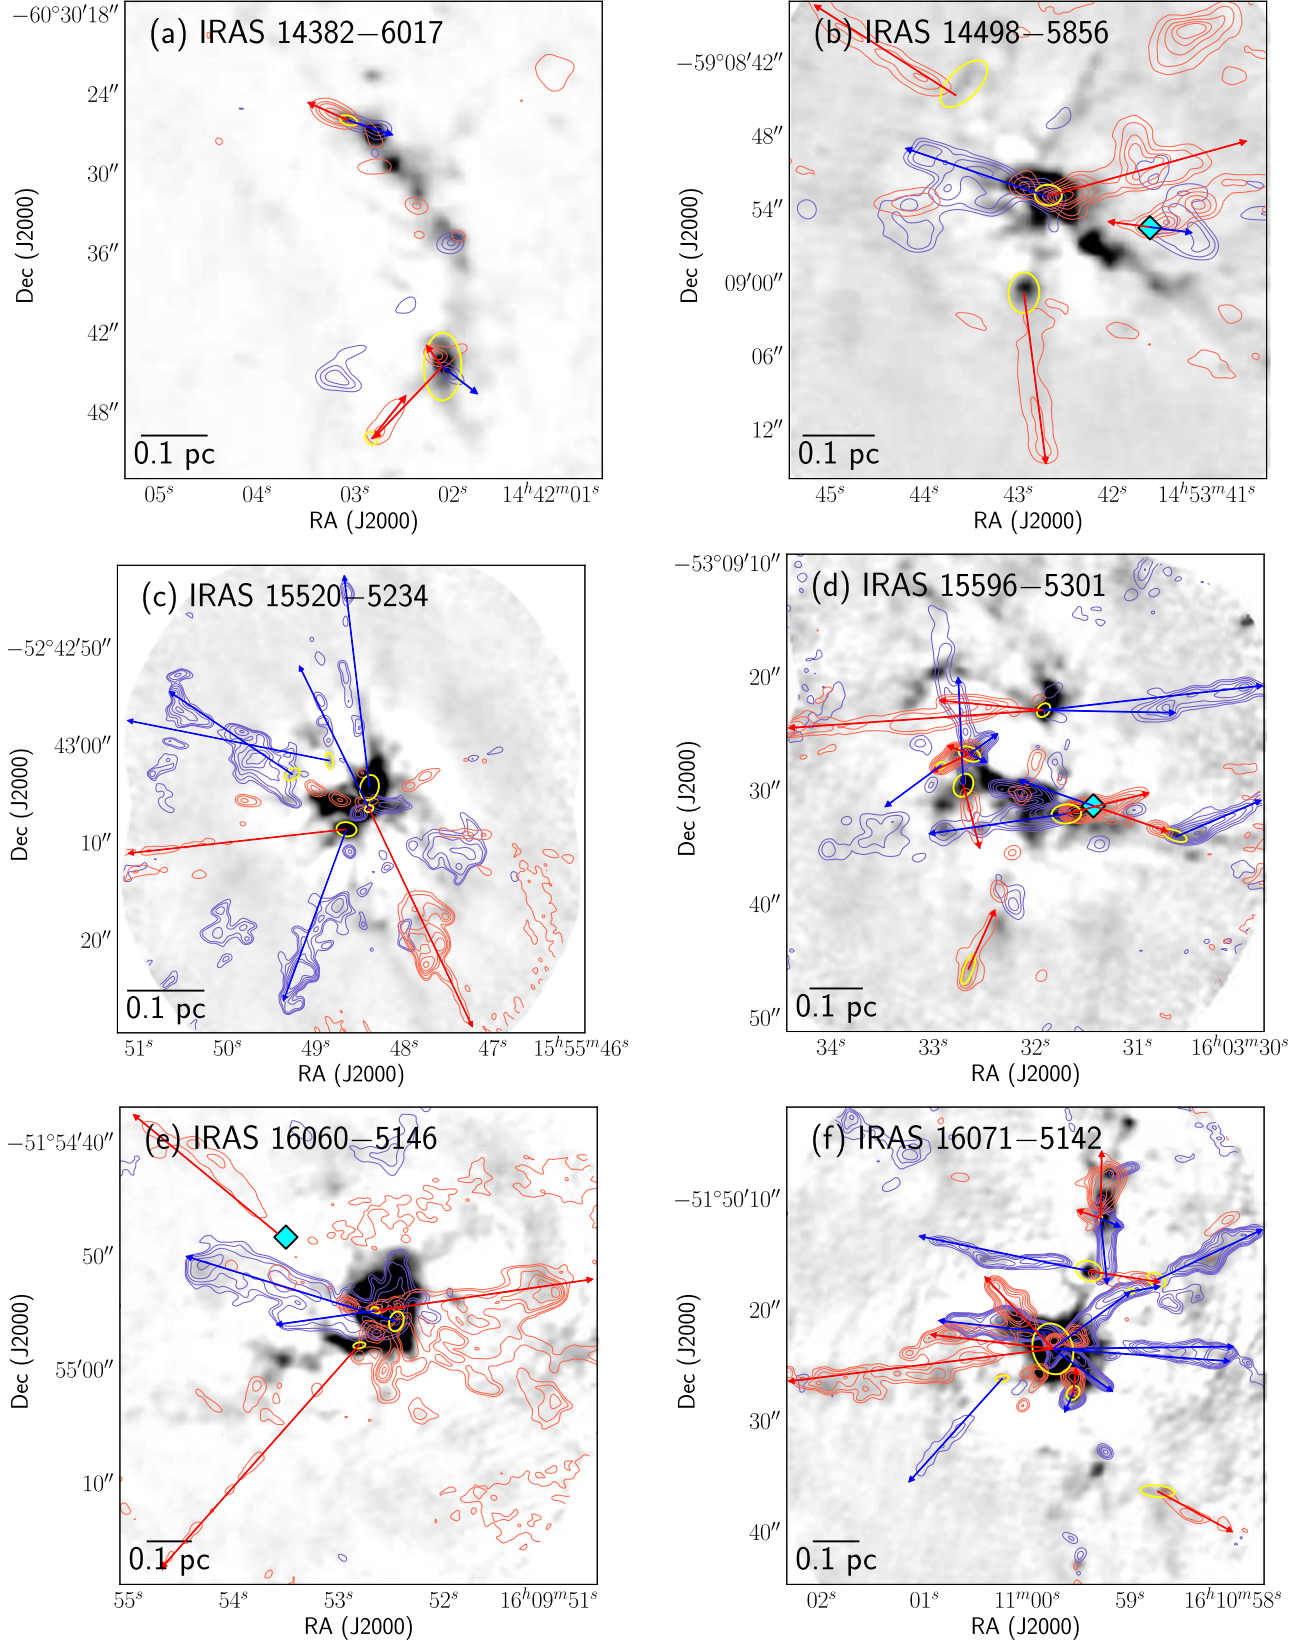 (a) IRAS 14382−6017
−60°30′18″
24″
30″
36″
42″
48″
Dec (J2000)
0.1 pc
05ˢ 04ˢ 03ˢ 02ˢ 14ʰ42ᵐ01ˢ
RA (J2000)
(b) IRAS 14498−5856
−59°08′42″
48″
54″
09′00″
06″
12″
Dec (J2000)
0.1 pc
45ˢ 44ˢ 43ˢ 42ˢ 14ʰ53ᵐ41ˢ
RA (J2000)
(c) IRAS 15520−5234
−52°42′50″
43′00″
10″
20″
Dec (J2000)
0.1 pc
51ˢ 50ˢ 49ˢ 48ˢ 47ˢ 15ʰ55ᵐ46ˢ
RA (J2000)
(d) IRAS 15596−5301
−53°09′10″
20″
30″
40″
50″
Dec (J2000)
0.1 pc
34ˢ 33ˢ 32ˢ 31ˢ 16ʰ03ᵐ30ˢ
RA (J2000)
(e) IRAS 16060−5146
−51°54′40″
50″
55′00″
10″
Dec (J2000)
0.1 pc
55ˢ 54ˢ 53ˢ 52ˢ 16ʰ09ᵐ51ˢ
RA (J2000)
(f) IRAS 16071−5142
−51°50′10″
20″
30″
40″
Dec (J2000)
0.1 pc
02ˢ 01ˢ 11ᵐ00ˢ 59ˢ 16ʰ10ᵐ58ˢ
RA (J2000)